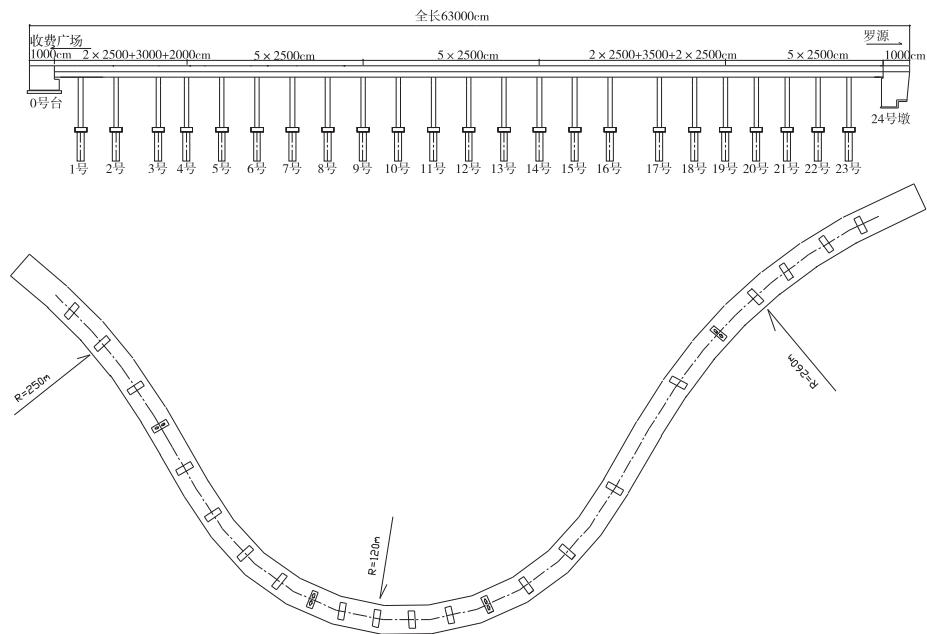 全长63000cm
收费广场
罗源
1000cm
2×2500+3000+2000cm
5×2500cm
5×2500cm
2×2500+3500+2×2500cm
5×2500cm
1000cm
0号台
24号墩
1号 2号 3号 4号 5号 6号 7号 8号 9号 10号 11号 12号 13号 14号 15号 16号 17号 18号 19号 20号 21号 22号 23号
R=250m
R=260m
R=120m